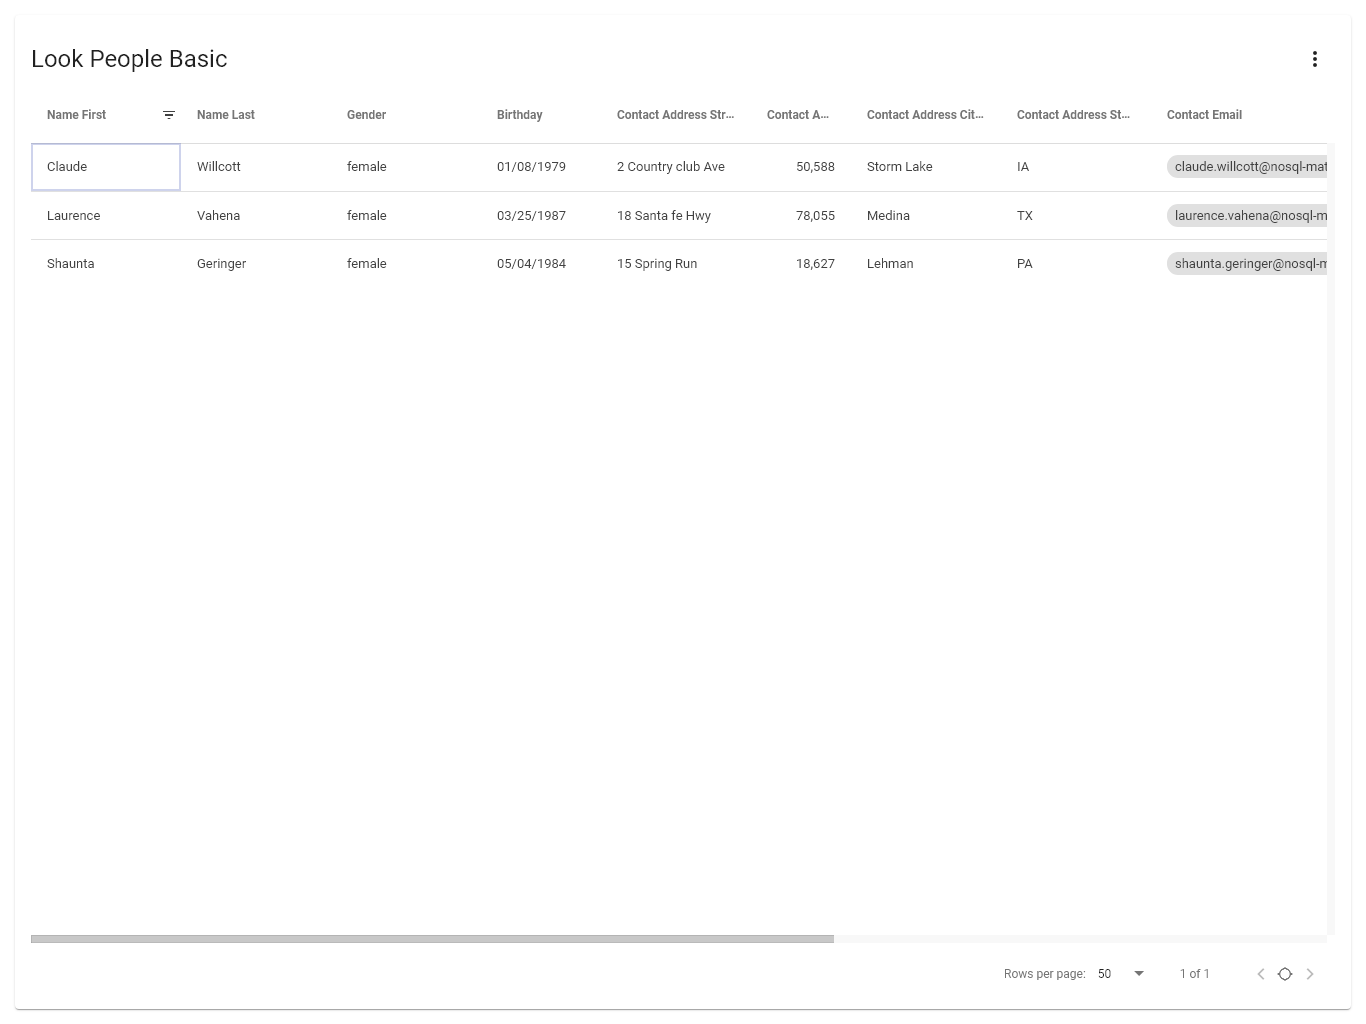 Look People Basic
Name First Name Last Gender Birthday Contact Address Str... Contact A... Contact Address Cit... Contact Address St... Contact Email
Claude Willcott female 01/08/1979 2 Country club Ave 50,588 Storm Lake IA claude.willcott@nosql-mat
Laurence Vahena female 03/25/1987 18 Santa fe Hwy 78,055 Medina TX laurence.vahena@nosql-m
Shaunta Geringer female 05/04/1984 15 Spring Run 18,627 Lehman PA shaunta.geringer@nosql-m
Rows per page: 50 1 of 1